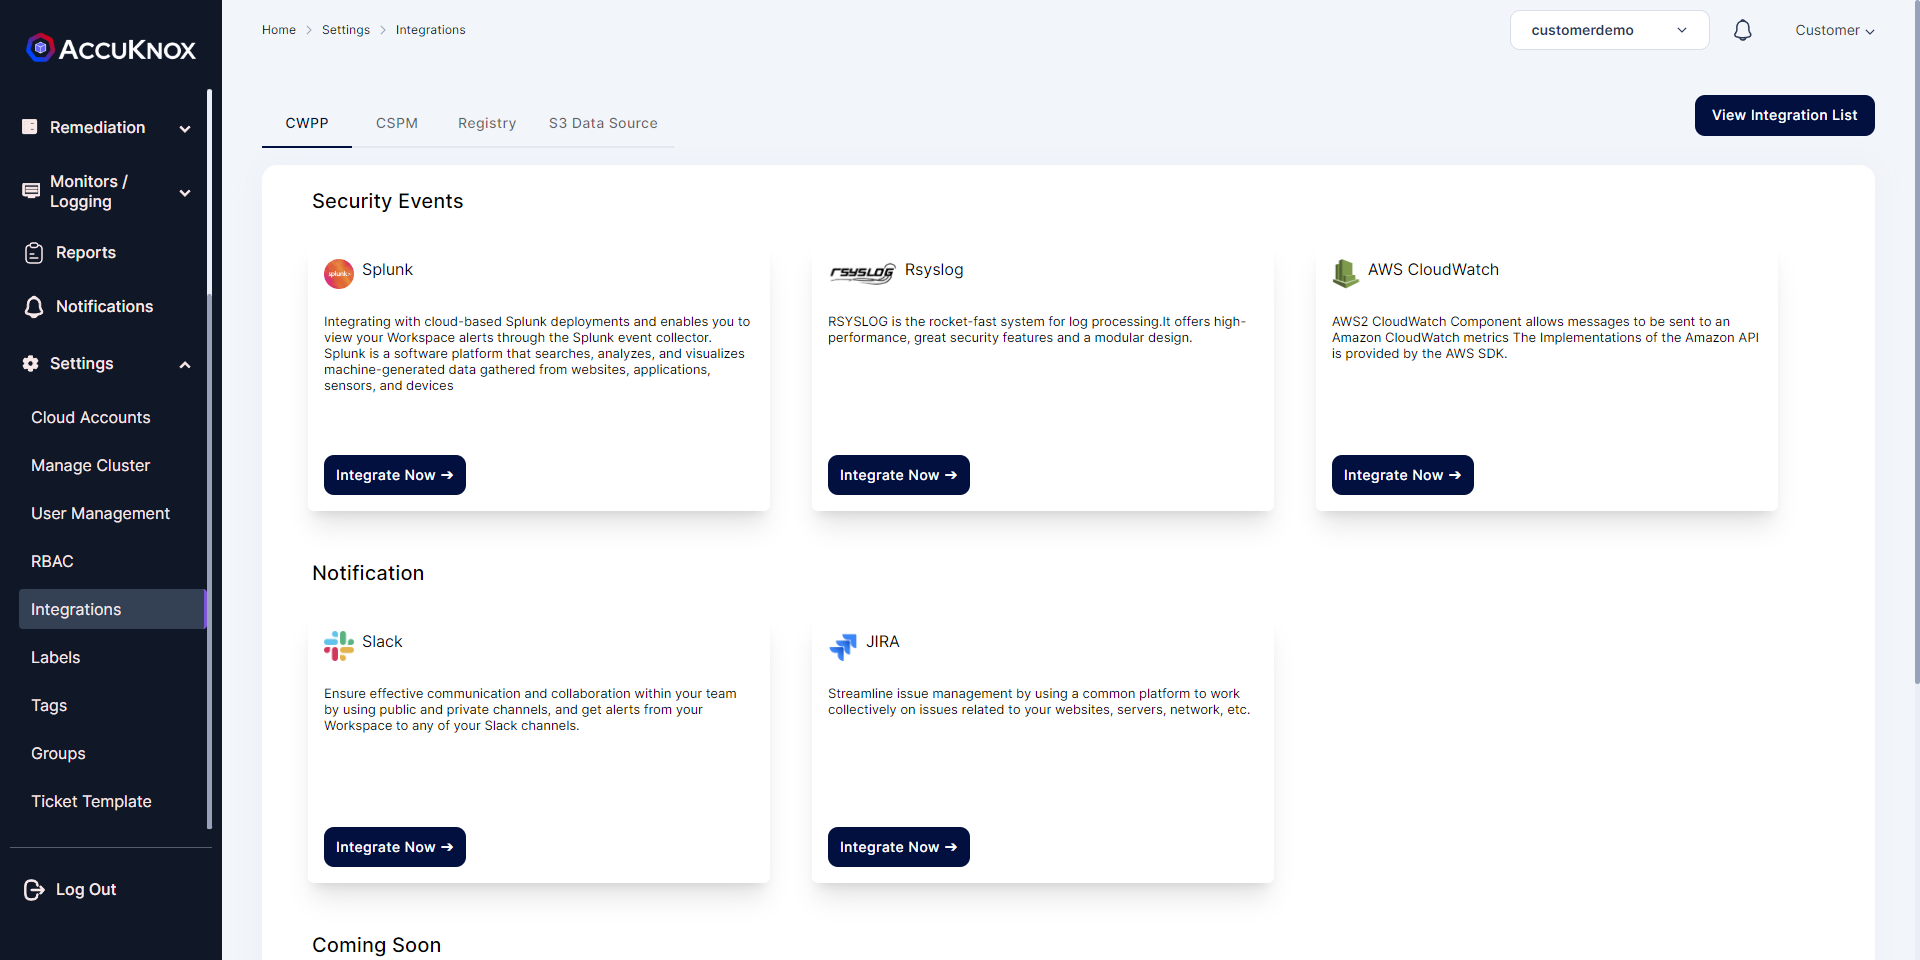 ACCUKNOX
Remediation
Monitors /
Logging
Reports
Notifications
Settings
Cloud Accounts
Manage Cluster
User Management
RBAC
Integrations
Labels
Tags
Groups
Ticket Template
Log Out
Home > Settings > Integrations
customerdemo
Customer
CWPP CSPM Registry S3 Data Source
View Integration List
Security Events
splunk>
Splunk
Integrating with cloud-based Splunk deployments and enables you to
view your Workspace alerts through the Splunk event collector.
Splunk is a software platform that searches, analyzes, and visualizes
machine-generated data gathered from websites, applications,
sensors, and devices
Integrate Now →
RSYSLOG
Rsyslog
RSYSLOG is the rocket-fast system for log processing.It offers high-
performance, great security features and a modular design.
Integrate Now →
AWS CloudWatch
AWS2 CloudWatch Component allows messages to be sent to an
Amazon CloudWatch metrics The Implementations of the Amazon API
is provided by the AWS SDK.
Integrate Now →
Notification
Slack
Ensure effective communication and collaboration within your team
by using public and private channels, and get alerts from your
Workspace to any of your Slack channels.
Integrate Now →
JIRA
Streamline issue management by using a common platform to work
collectively on issues related to your websites, servers, network, etc.
Integrate Now →
Coming Soon